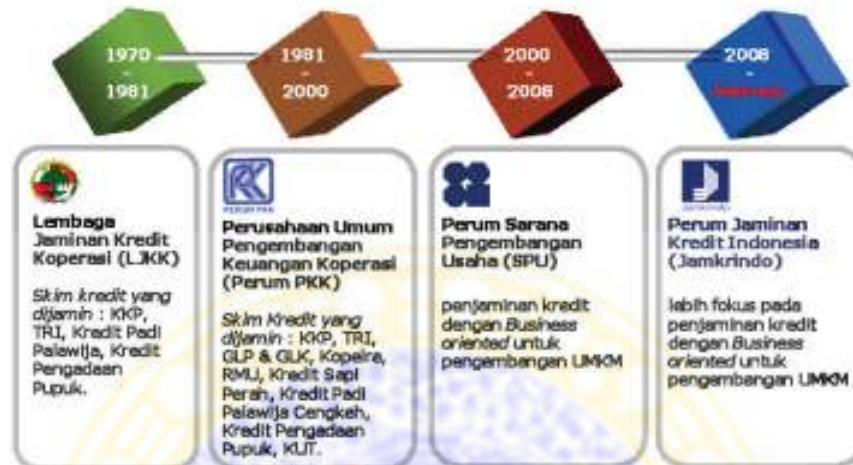 1970
-
1981
1981
-
2000
2000
-
2008
2008
-
Lembaga
Jaminan Kredit
Koperasi (LJKK)
Skim kredit yang
dijamin : KKP,
TRI, Kredit Padi
Palawija, Kredit
Pengadaan
Pupuk.
PERUM PKK
Perusahaan Umum
Pengembangan
Keuangan Koperasi
(Perum PKK)
Skim Kredit yang
dijamin : KKP, TRI,
GLP & GLK, Kopelra,
RMU, Kredit Sapi
Perah, Kredit Padi
Palawija Cengkeh,
Kredit Pengadaan
Pupuk, KUT.
Perum Sarana
Pengembangan
Usaha (SPU)
penjaminan kredit
dengan Business
oriented untuk
pengembangan UMKM
Perum Jaminan
Kredit Indonesia
(Jamkrindo)
lebih fokus pada
penjaminan kredit
dengan Business
oriented untuk
pengembangan UMKM